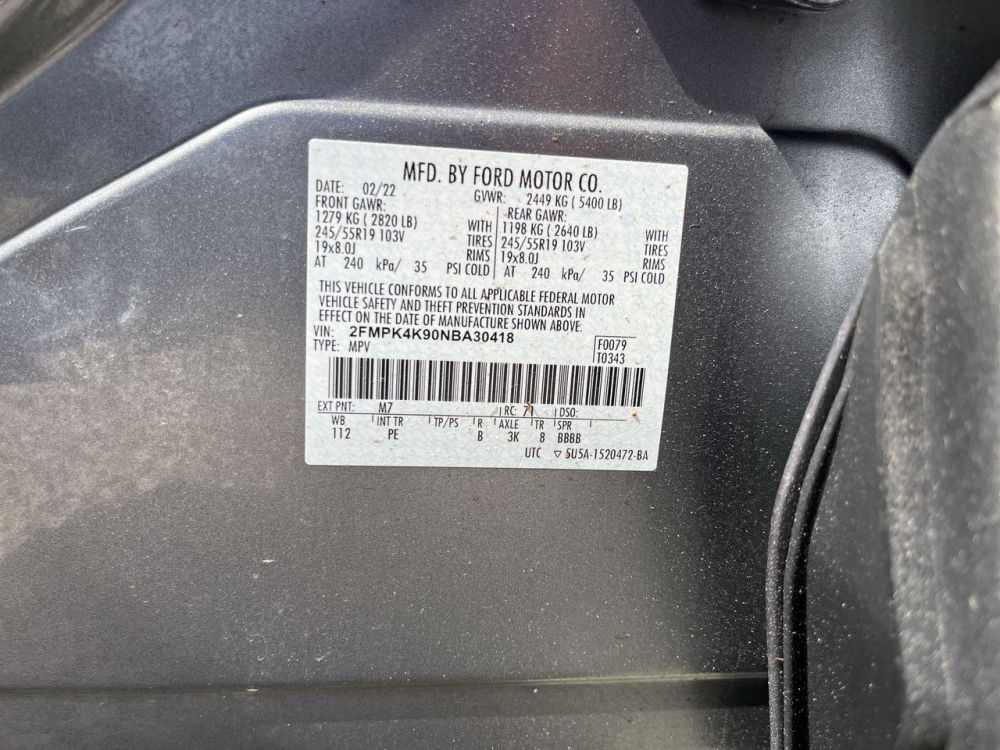 MFD. BY FORD MOTOR CO.
DATE: 02/22 GVWR: 2449 KG ( 5400 LB)
FRONT GAWR: REAR GAWR:
1279 KG ( 2820 LB) WITH 1198 KG ( 2640 LB) WITH
245/55R19 103V TIRES 245/55R19 103V TIRES
19x8.0J RIMS 19x8.0J RIMS
AT 240 kPa/ 35 PSI COLD AT 240 kPa/ 35 PSI COLD
THIS VEHICLE CONFORMS TO ALL APPLICABLE FEDERAL MOTOR
VEHICLE SAFETY AND THEFT PREVENTION STANDARDS IN
EFFECT ON THE DATE OF MANUFACTURE SHOWN ABOVE.
VIN: 2FMPK4K90NBA30418
TYPE: MPV
F0079
T0343
EXT PNT: M7 RC: 71 DSO:
WB INT TR TP/PS R AXLE TR SPR
112 PE B 3K 8 BBBB
UTC ▽ 5U5A-1520472-BA